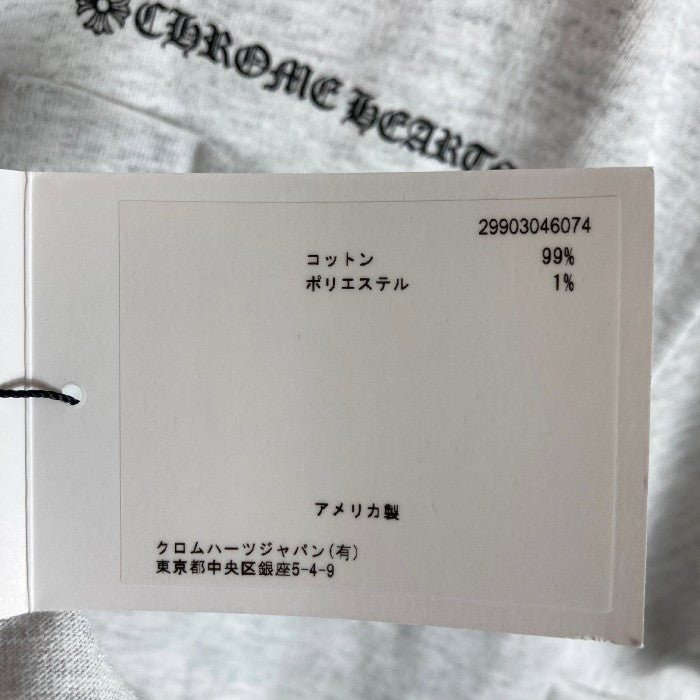 CHROME HEARTS
29903046074
コットン 99%
ポリエステル 1%
アメリカ製
クロムハーツジャパン(有)
東京都中央区銀座5-4-9